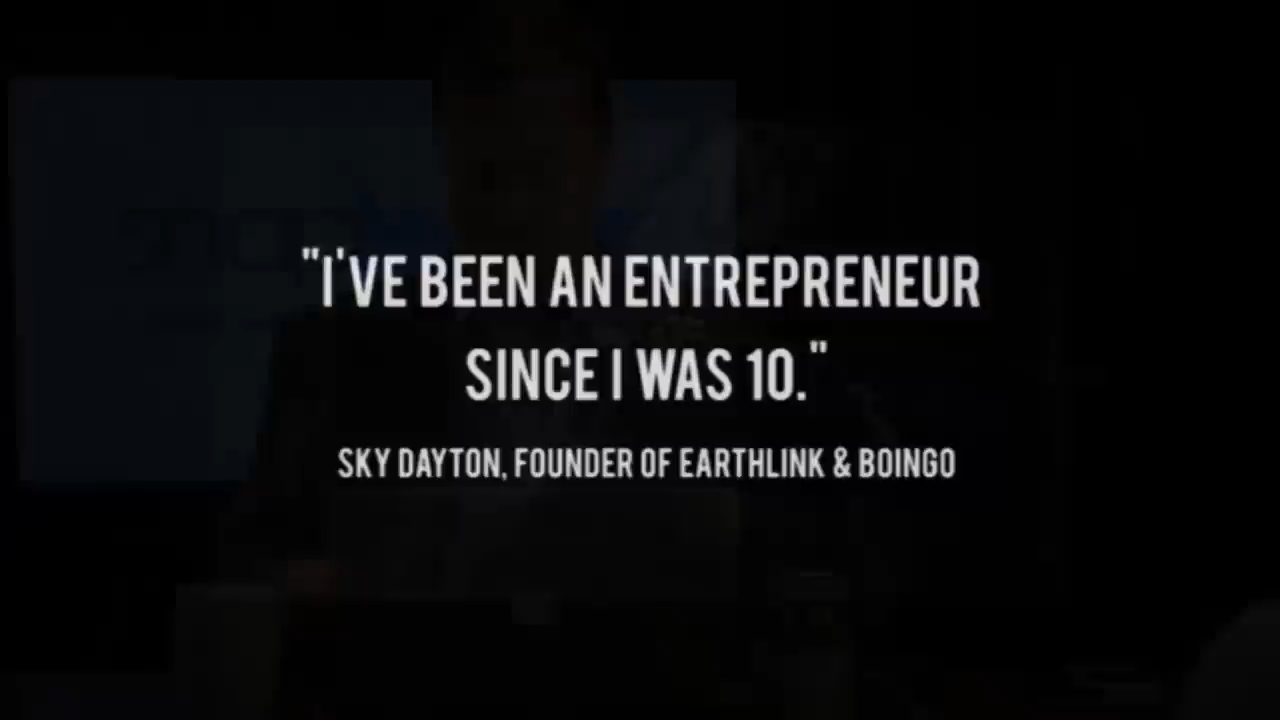 "I'VE BEEN AN ENTREPRENEUR
SINCE I WAS 10."
SKY DAYTON, FOUNDER OF EARTHLINK & BOINGO